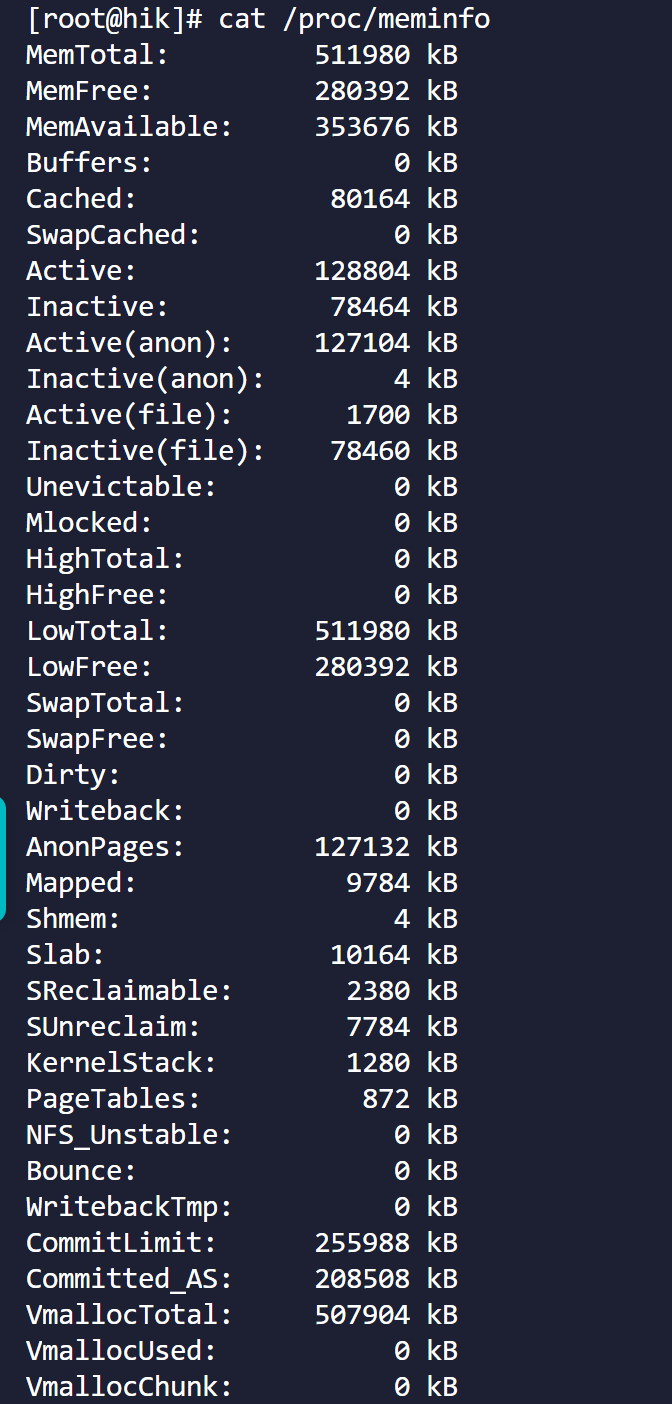 [root@hik]# cat /proc/meminfo
MemTotal: 511980 kB
MemFree: 280392 kB
MemAvailable: 353676 kB
Buffers: 0 kB
Cached: 80164 kB
SwapCached: 0 kB
Active: 128804 kB
Inactive: 78464 kB
Active(anon): 127104 kB
Inactive(anon): 4 kB
Active(file): 1700 kB
Inactive(file): 78460 kB
Unevictable: 0 kB
Mlocked: 0 kB
HighTotal: 0 kB
HighFree: 0 kB
LowTotal: 511980 kB
LowFree: 280392 kB
SwapTotal: 0 kB
SwapFree: 0 kB
Dirty: 0 kB
Writeback: 0 kB
AnonPages: 127132 kB
Mapped: 9784 kB
Shmem: 4 kB
Slab: 10164 kB
SReclaimable: 2380 kB
SUnreclaim: 7784 kB
KernelStack: 1280 kB
PageTables: 872 kB
NFS_Unstable: 0 kB
Bounce: 0 kB
WritebackTmp: 0 kB
CommitLimit: 255988 kB
Committed_AS: 208508 kB
VmallocTotal: 507904 kB
VmallocUsed: 0 kB
VmallocChunk: 0 kB